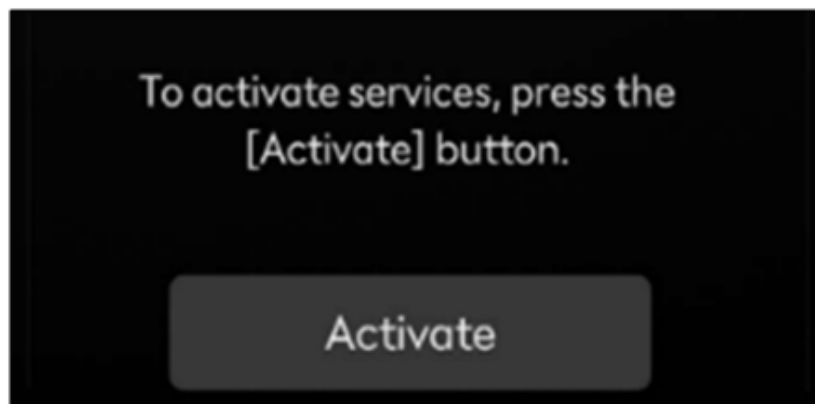 To activate services, press the
[Activate] button.
Activate